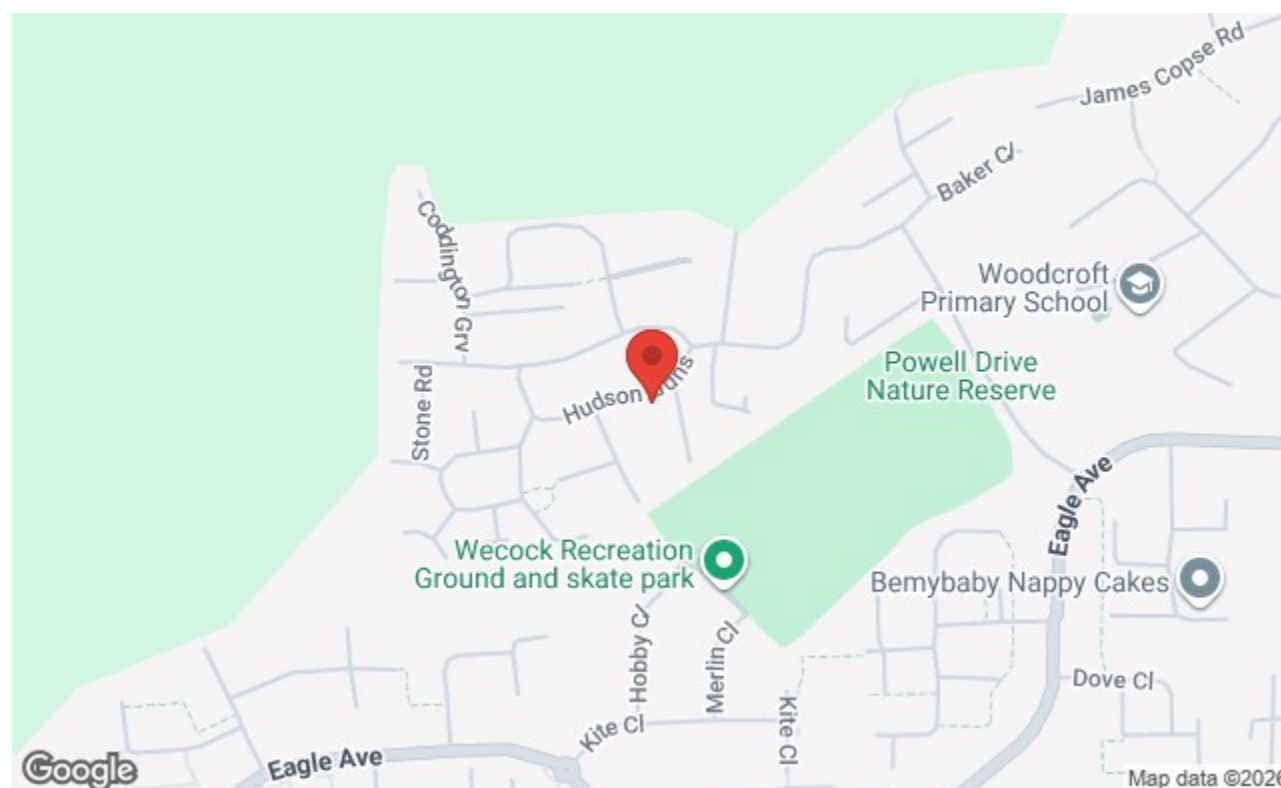 James Copse Rd
Baker Cl
Coddington Grv
Woodcroft
Primary School
Powell Drive
Nature Reserve
Stone Rd
Hudson
Eagle Ave
Wecock Recreation
Ground and skate park
Bemybaby Nappy Cakes
Hobby Cl
Merlin Cl
Dove Cl
Kite Cl
Kite Cl
Eagle Ave
Google
Map data ©2026